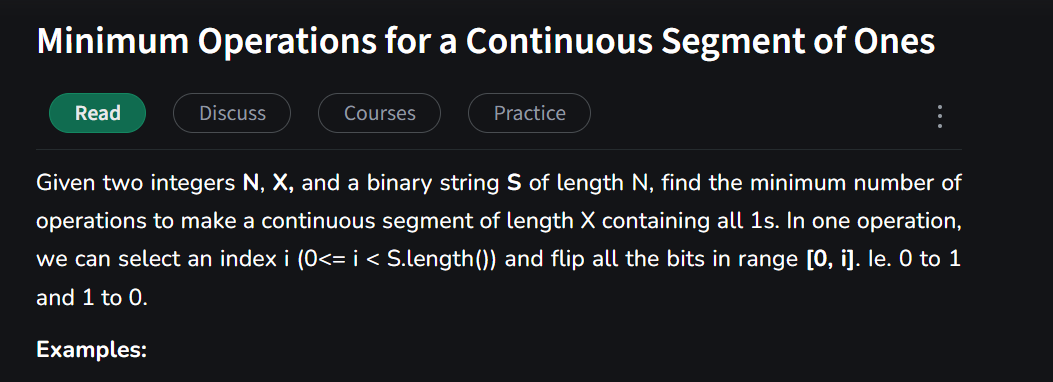 Minimum Operations for a Continuous Segment of Ones
Read Discuss Courses Practice
Given two integers N, X, and a binary string S of length N, find the minimum number of
operations to make a continuous segment of length X containing all 1s. In one operation,
we can select an index i (0<= i < S.length()) and flip all the bits in range [0, i]. Ie. 0 to 1
and 1 to 0.
Examples: